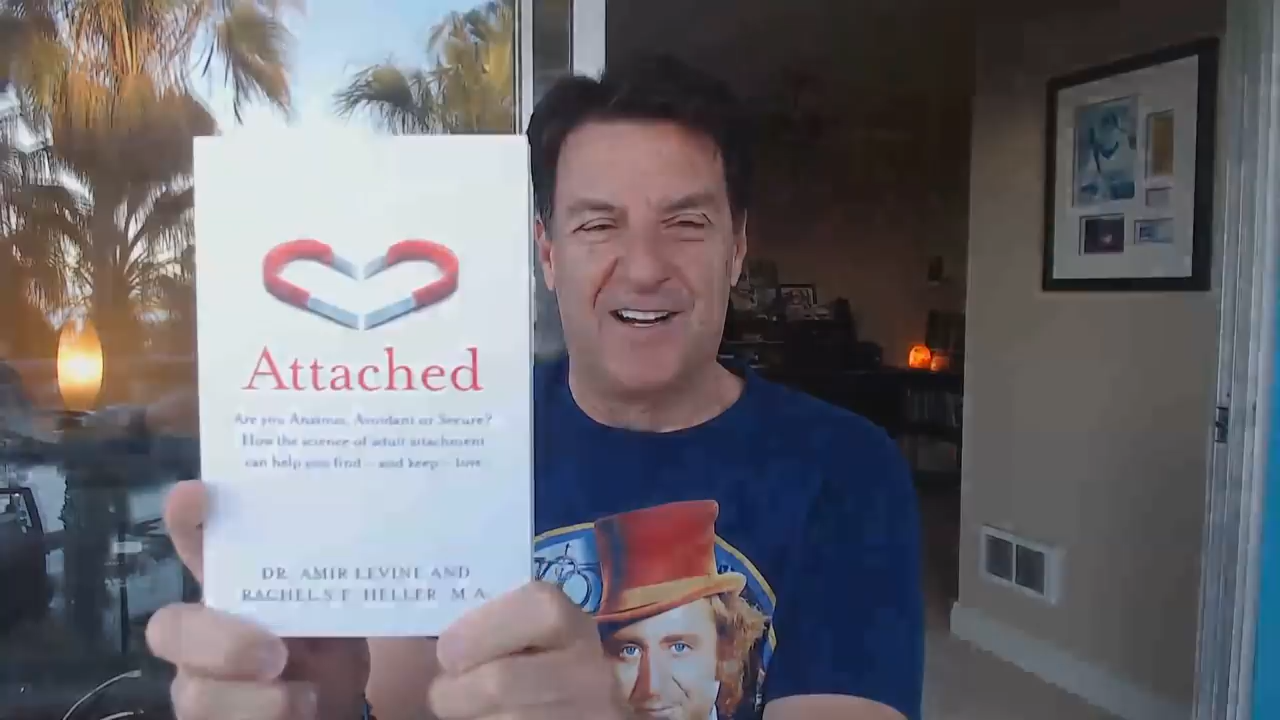 Attached
Are you Anxious, Avoidant or Secure?
How the science of adult attachment
can help you find – and keep – love
DR. AMIR LEVINE AND
RACHEL S.F. HELLER, M.A.